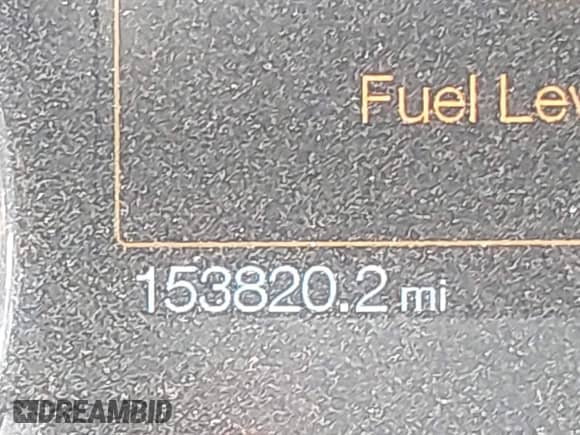 Fuel Lev
153820.2 mi
DREAMBID